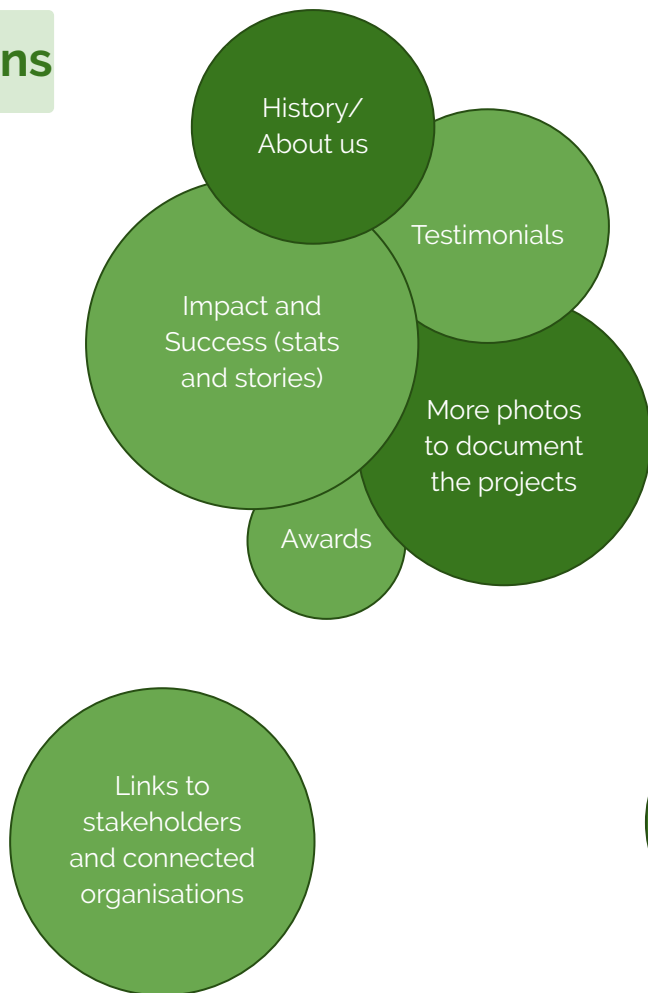 ns
History/
About us
Testimonials
Impact and
Success (stats
and stories)
More photos
to document
the projects
Awards
Links to
stakeholders
and connected
organisations